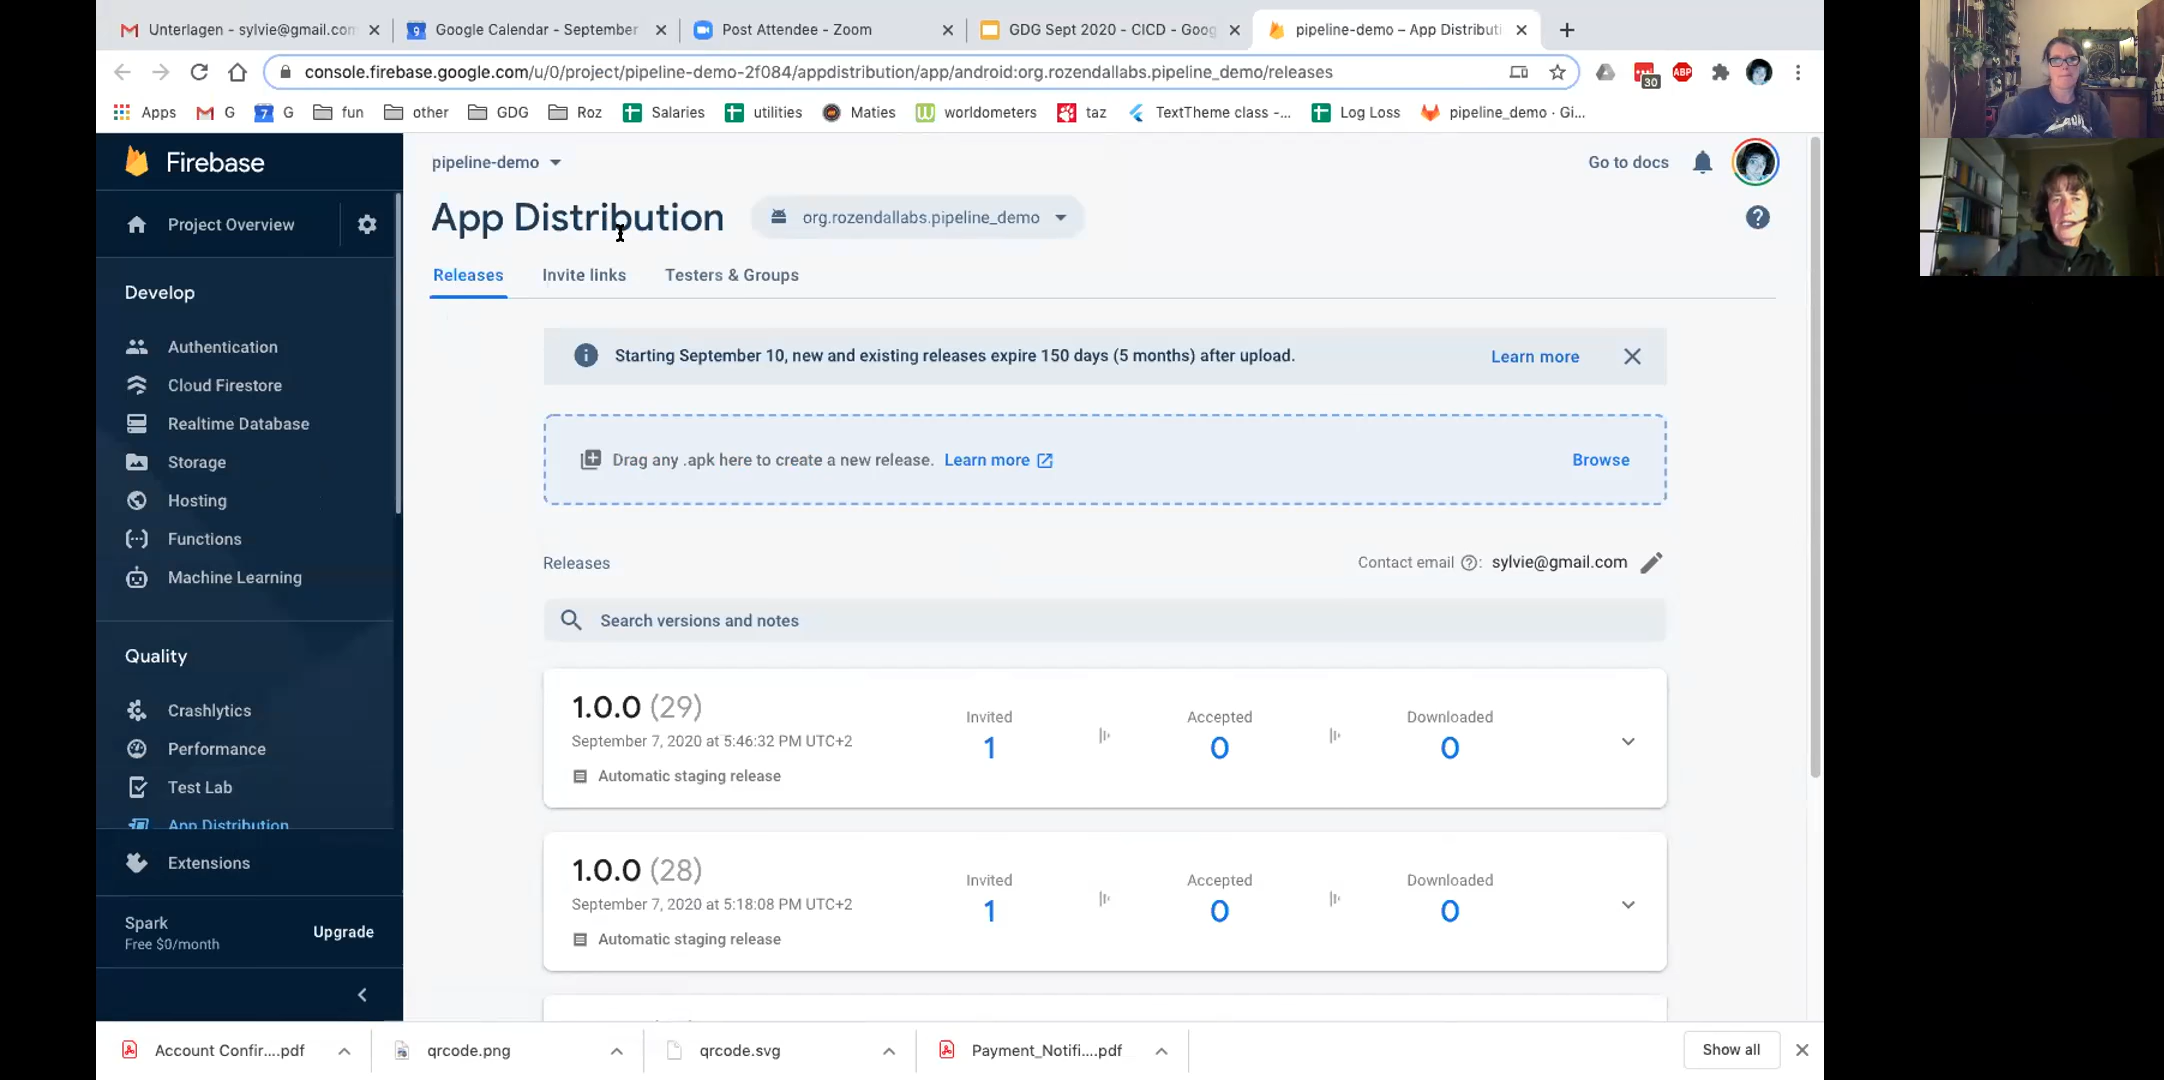 Unterlagen - sylvie@gmail.com
Google Calendar - September
Post Attendee - Zoom
GDG Sept 2020 - CICD - Goog
pipeline-demo – App Distributi
console.firebase.google.com/u/0/project/pipeline-demo-2f084/appdistribution/app/android:org.rozendallabs.pipeline_demo/releases
30
ABP
Apps
G
7
G
fun
other
GDG
Roz
Salaries
utilities
Maties
worldometers
taz
TextTheme class -...
Log Loss
pipeline_demo · Gi...
Firebase
pipeline-demo
Go to docs
Project Overview
App Distribution
org.rozendallabs.pipeline_demo
Releases
Invite links
Testers & Groups
Develop
Authentication
Cloud Firestore
Realtime Database
Storage
Hosting
Functions
Machine Learning
Starting September 10, new and existing releases expire 150 days (5 months) after upload.
Learn more
Drag any .apk here to create a new release. Learn more
Browse
Releases
Contact email
sylvie@gmail.com
Search versions and notes
Quality
Crashlytics
Performance
Test Lab
App Distribution
Extensions
Spark
Free $0/month
Upgrade
1.0.0 (29)
September 7, 2020 at 5:46:32 PM UTC+2
Automatic staging release
Invited
1
Accepted
0
Downloaded
0
1.0.0 (28)
September 7, 2020 at 5:18:08 PM UTC+2
Automatic staging release
Invited
1
Accepted
0
Downloaded
0
Account Confir....pdf
qrcode.png
qrcode.svg
Payment_Notifi....pdf
Show all